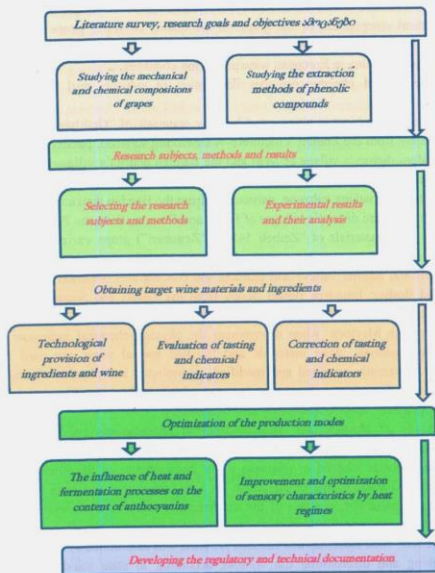 Literature survey, research goals and objectives ამოცანები
Studying the mechanical
and chemical compositions
of grapes
Studying the extraction
methods of phenolic
compounds
Research subjects, methods and results
Selecting the research
subjects and methods
Experimental results
and their analysis
Obtaining target wine materials and ingredients
Technological
provision of
ingredients and wine
Evaluation of tasting
and chemical
indicators
Correction of tasting
and chemical
indicators
Optimization of the production modes
The influence of heat and
fermentation processes on the
content of anthocyanins
Improvement and optimization
of sensory characteristics by heat
regimes
Developing the regulatory and technical documentation